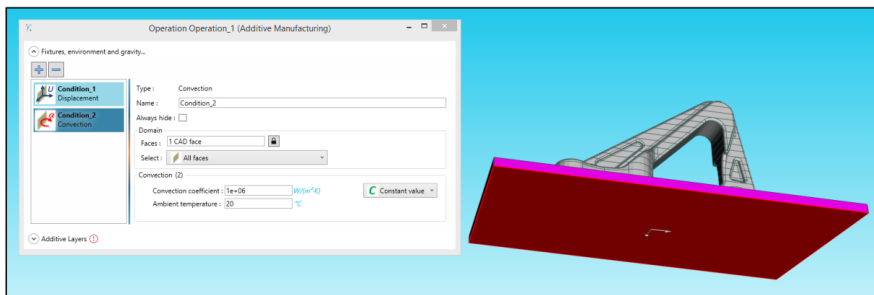 Operation Operation_1 (Additive Manufacturing)
Fixtures, environment and gravity...
Condition_1
Displacement
Condition_2
Convection
Type : Convection
Name : Condition_2
Always hide :
Domain
Faces : 1 CAD face
Select : All faces
Convection (2)
Convection coefficient : 1e+06 W/(m²·K) C Constant value
Ambient temperature : 20 °C
Additive Layers